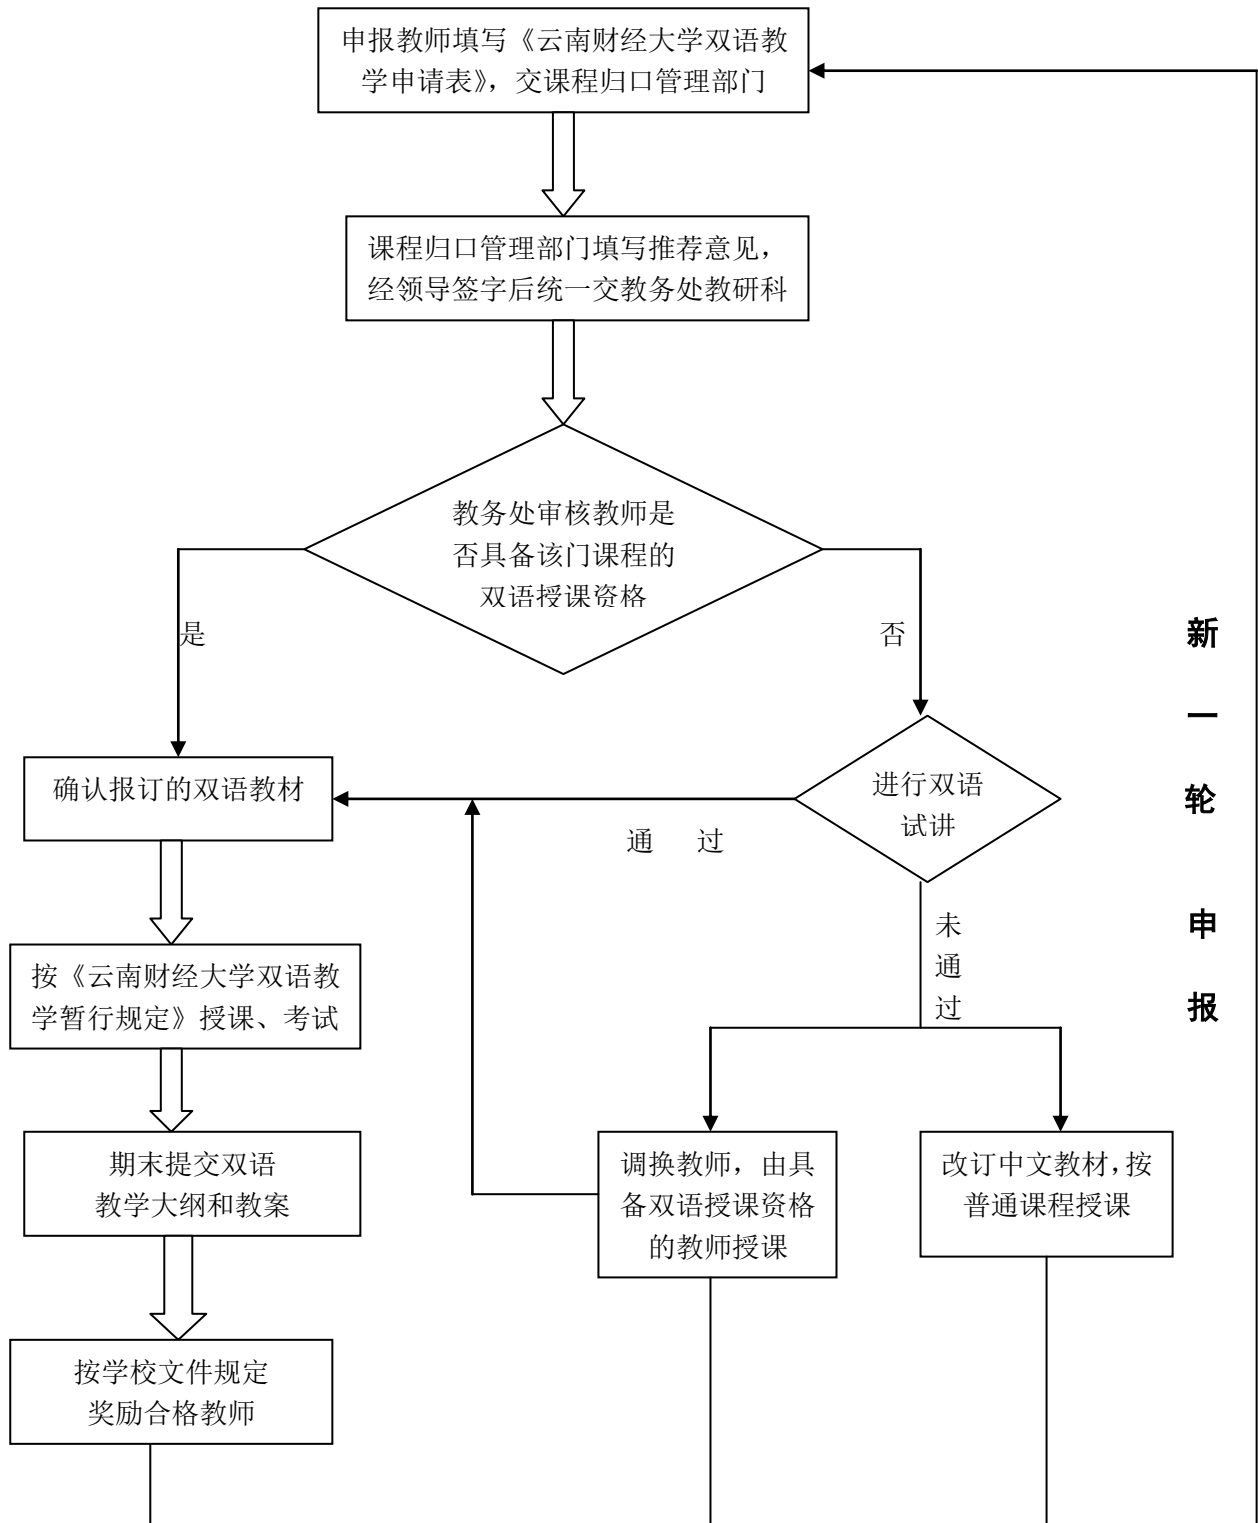 申报教师填写《云南财经大学双语教
学申请表》，交课程归口管理部门
课程归口管理部门填写推荐意见，
经领导签字后统一交教务处教研科
教务处审核教师是
否具备该门课程的
双语授课资格
是
否
确认报订的双语教材
进行双语
试讲
通 过
未
通
过
按《云南财经大学双语教
学暂行规定》授课、考试
期末提交双语
教学大纲和教案
调换教师，由具
备双语授课资格
的教师授课
改订中文教材，按
普通课程授课
按学校文件规定
奖励合格教师
新
一
轮
申
报